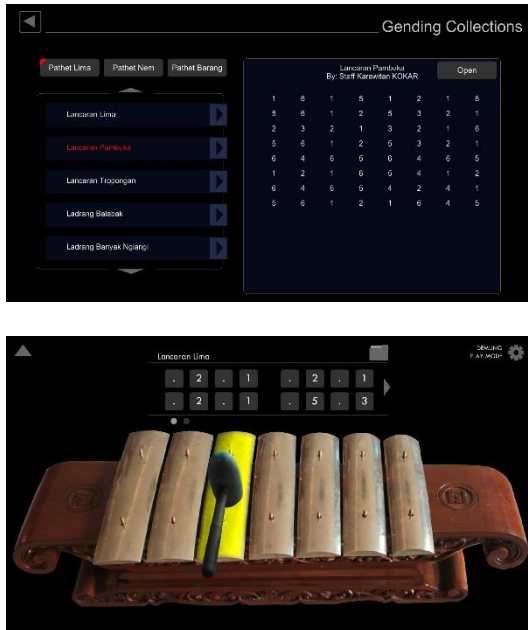 Gending Collections
Pathet Lima Pathet Nem Pathet Barang
Lancaran Lima
Lancaran Pambuka
Lancaran Tropongan
Ladrang Balabak
Ladrang Banyak Ngiangi
Lancaran Pambuka
By: Staff Karawitan KOKAR
Open
1 6 1 5 1 2 1 6
5 6 1 2 5 3 2 1
2 3 2 1 3 2 1 6
5 6 1 2 5 3 2 1
6 4 6 5 6 4 6 5
1 2 1 6 5 4 1 2
6 4 6 5 4 2 4 1
5 6 1 2 1 6 4 5
Lancaran Lima
DEMUNG
PLAY MODE
. 2 . 1 . 2 . 1
. 2 . 1 . 5 . 3